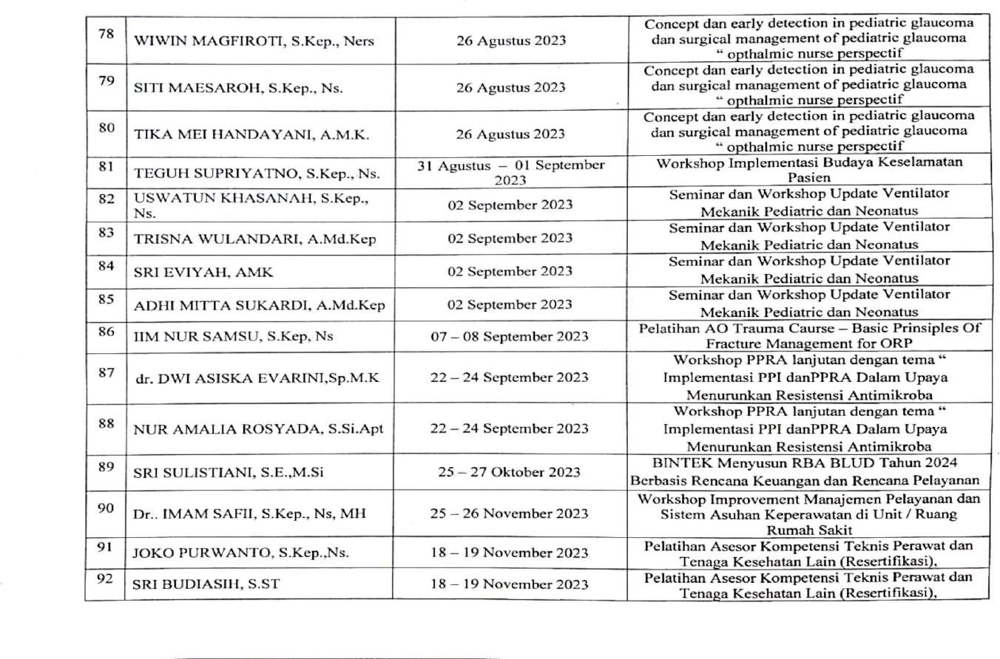 78
WIWIN MAGFIROTI, S.Kep., Ners
26 Agustus 2023
Concept dan early detection in pediatric glaucoma
dan surgical management of pediatric glaucoma
“ opthalmic nurse perspectif
79
SITI MAESAROH, S.Kep., Ns.
26 Agustus 2023
Concept dan early detection in pediatric glaucoma
dan surgical management of pediatric glaucoma
“ opthalmic nurse perspectif
80
TIKA MEI HANDAYANI, A.M.K.
26 Agustus 2023
Concept dan early detection in pediatric glaucoma
dan surgical management of pediatric glaucoma
“ opthalmic nurse perspectif
81
TEGUH SUPRIYATNO, S.Kep., Ns.
31 Agustus – 01 September
2023
Workshop Implementasi Budaya Keselamatan
Pasien
82
USWATUN KHASANAH, S.Kep.,
Ns.
02 September 2023
Seminar dan Workshop Update Ventilator
Mekanik Pediatric dan Neonatus
83
TRISNA WULANDARI, A.Md.Kep
02 September 2023
Seminar dan Workshop Update Ventilator
Mekanik Pediatric dan Neonatus
84
SRI EVIYAH, AMK
02 September 2023
Seminar dan Workshop Update Ventilator
Mekanik Pediatric dan Neonatus
85
ADHI MITTA SUKARDI, A.Md.Kep
02 September 2023
Seminar dan Workshop Update Ventilator
Mekanik Pediatric dan Neonatus
86
IIM NUR SAMSU, S.Kep, Ns
07 – 08 September 2023
Pelatihan AO Trauma Caurse – Basic Prinsiples Of
Fracture Management for ORP
87
dr. DWI ASISKA EVARINI,Sp.M.K
22 – 24 September 2023
Workshop PPRA lanjutan dengan tema “
Implementasi PPI danPPRA Dalam Upaya
Menurunkan Resistensi Antimikroba
88
NUR AMALIA ROSYADA, S.Si.Apt
22 – 24 September 2023
Workshop PPRA lanjutan dengan tema “
Implementasi PPI danPPRA Dalam Upaya
Menurunkan Resistensi Antimikroba
89
SRI SULISTIANI, S.E.,M.Si
25 – 27 Oktober 2023
BINTEK Menyusun RBA BLUD Tahun 2024
Berbasis Rencana Keuangan dan Rencana Pelayanan
90
Dr.. IMAM SAFII, S.Kep., Ns, MH
25 – 26 November 2023
Workshop Improvement Manajemen Pelayanan dan
Sistem Asuhan Keperawatan di Unit / Ruang
Rumah Sakit
91
JOKO PURWANTO, S.Kep.,Ns.
18 – 19 November 2023
Pelatihan Asesor Kompetensi Teknis Perawat dan
Tenaga Kesehatan Lain (Resertifikasi),
92
SRI BUDIASIH, S.ST
18 – 19 November 2023
Pelatihan Asesor Kompetensi Teknis Perawat dan
Tenaga Kesehatan Lain (Resertifikasi),